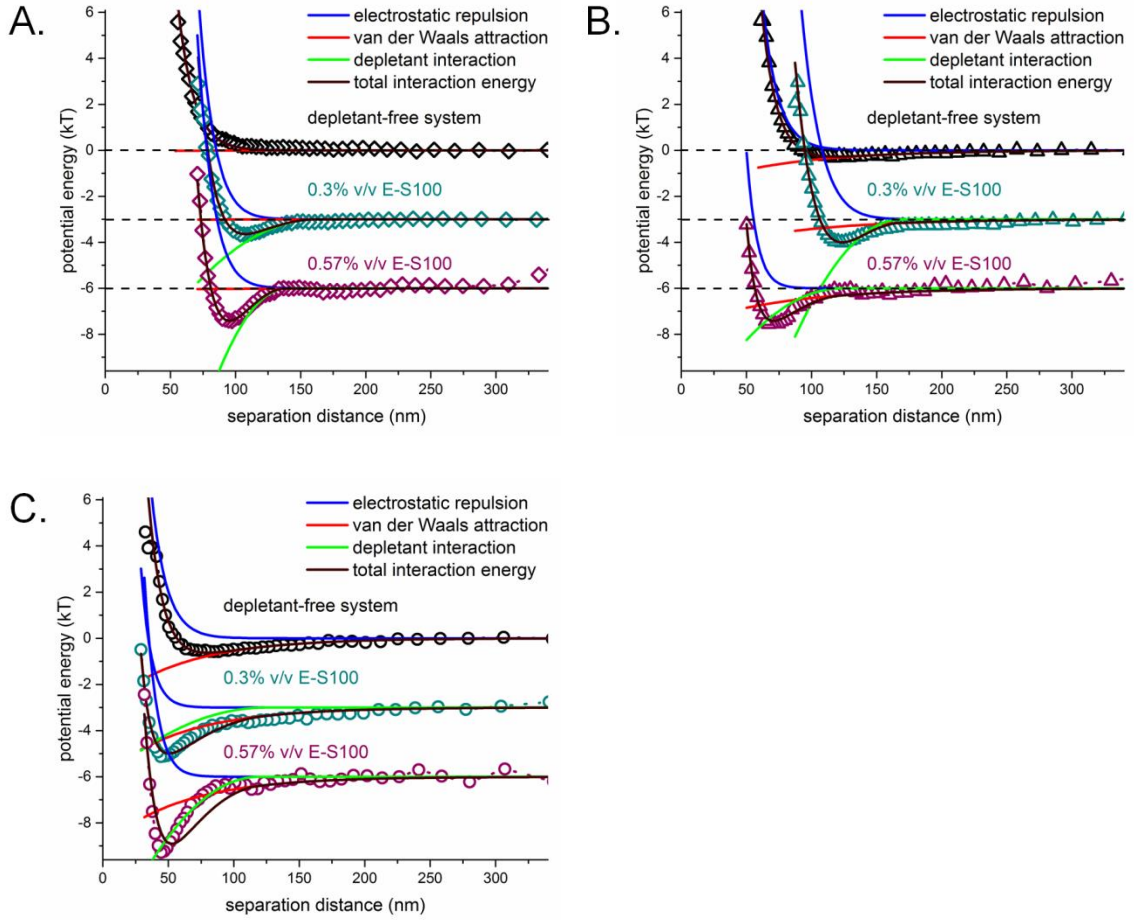 A.
6
4
2
0
-2
-4
-6
-8
potential energy (kT)
electrostatic repulsion
van der Waals attraction
depletant interaction
total interaction energy
depletant-free system
0.3% v/v E-S100
0.57% v/v E-S100
0 50 100 150 200 250 300
separation distance (nm)
B.
6
4
2
0
-2
-4
-6
-8
potential energy (kT)
electrostatic repulsion
van der Waals attraction
depletant interaction
total interaction energy
depletant-free system
0.3% v/v E-S100
0.57% v/v E-S100
0 50 100 150 200 250 300
separation distance (nm)
C.
6
4
2
0
-2
-4
-6
-8
potential energy (kT)
electrostatic repulsion
van der Waals attraction
depletant interaction
total interaction energy
depletant-free system
0.3% v/v E-S100
0.57% v/v E-S100
0 50 100 150 200 250 300
separation distance (nm)